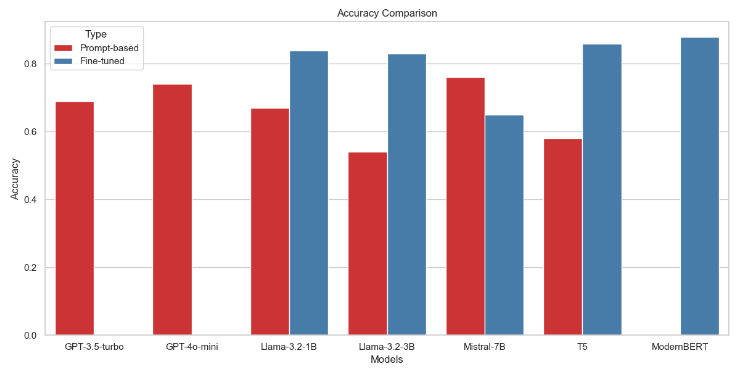 Accuracy Comparison
Type
Prompt-based
Fine-tuned
Accuracy
0.8
0.6
0.4
0.2
0.0
GPT-3.5-turbo GPT-4o-mini Llama-3.2-1B Llama-3.2-3B Mistral-7B T5 ModernBERT
Models